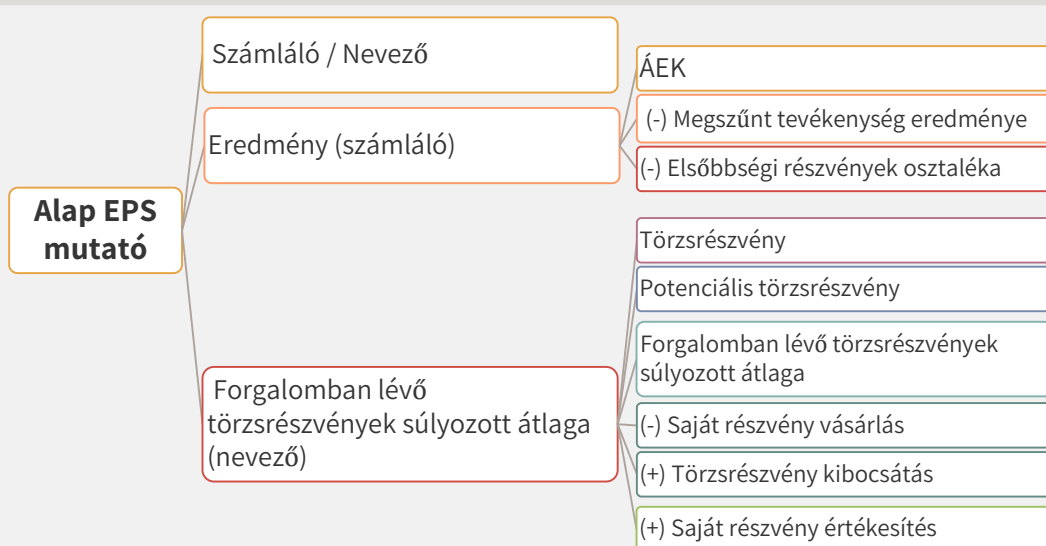 Alap EPS
mutató
Számláló / Nevező
Eredmény (számláló)
ÁEK
(-) Megszűnt tevékenység eredménye
(-) Elsőbbségi részvények osztaléka
Forgalomban lévő
törzsrészvények súlyozott átlaga
(nevező)
Törzsrészvény
Potenciális törzsrészvény
Forgalomban lévő törzsrészvények
súlyozott átlaga
(-) Saját részvény vásárlás
(+) Törzsrészvény kibocsátás
(+) Saját részvény értékesítés